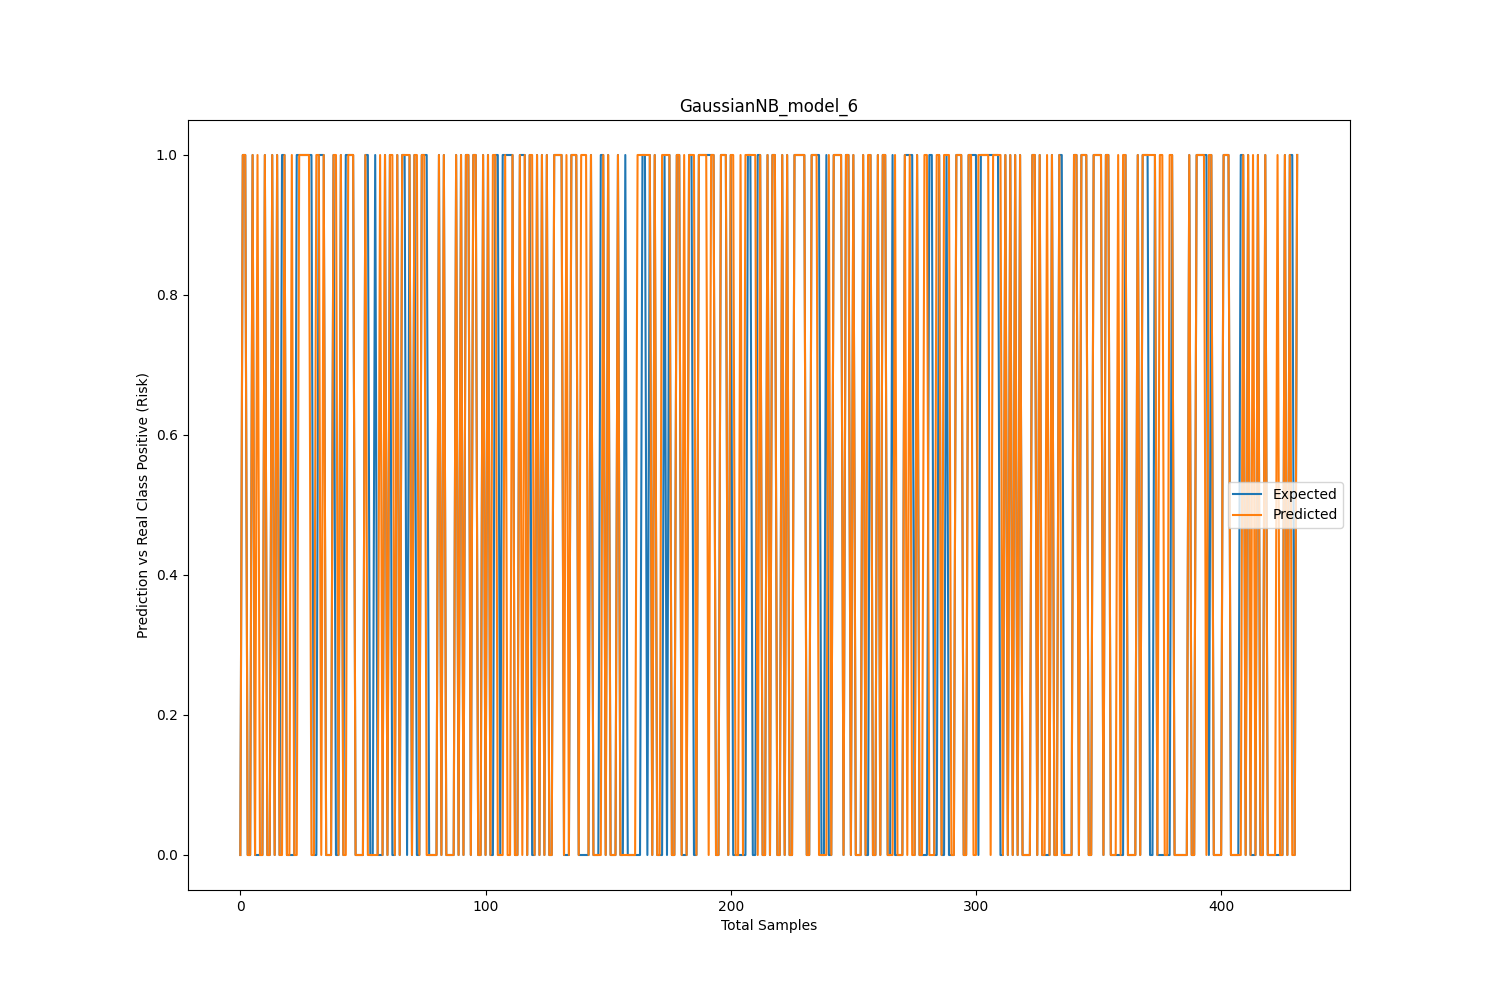 GaussianNB_model_6
1.0
0.8
0.6
0.4
0.2
0.0
Prediction vs Real Class Positive (Risk)
Expected
Predicted
0 100 200 300 400
Total Samples